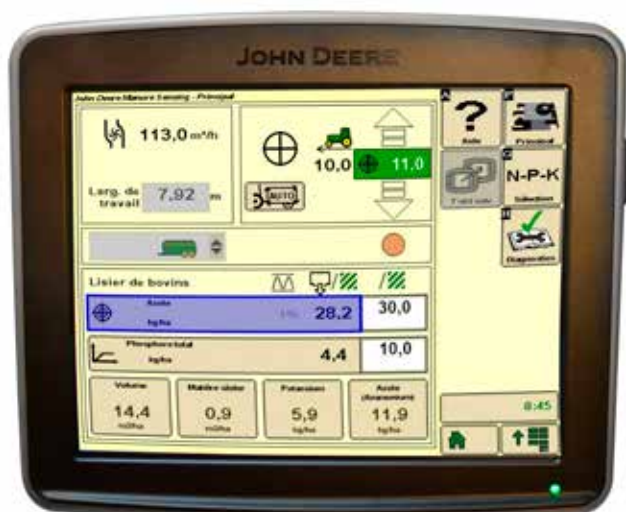 JOHN DEERE
John Deere Manure Sensing - Principal
113,0 m³/h
10,0
11,0
Larg. de
travail
7,92 m
AUTO
Lisier de bovins
Azote
kg/ha
28,2
30,0
Phosphore total
kg/ha
4,4
10,0
Volume
14,4
m3/ha
0,9
m3/ha
Potassium
5,9
kg/ha
Azote
(Ammonium)
11,9
kg/ha
?
Aide
Principal
N-P-K
Sélection
Diagnostics
8:45